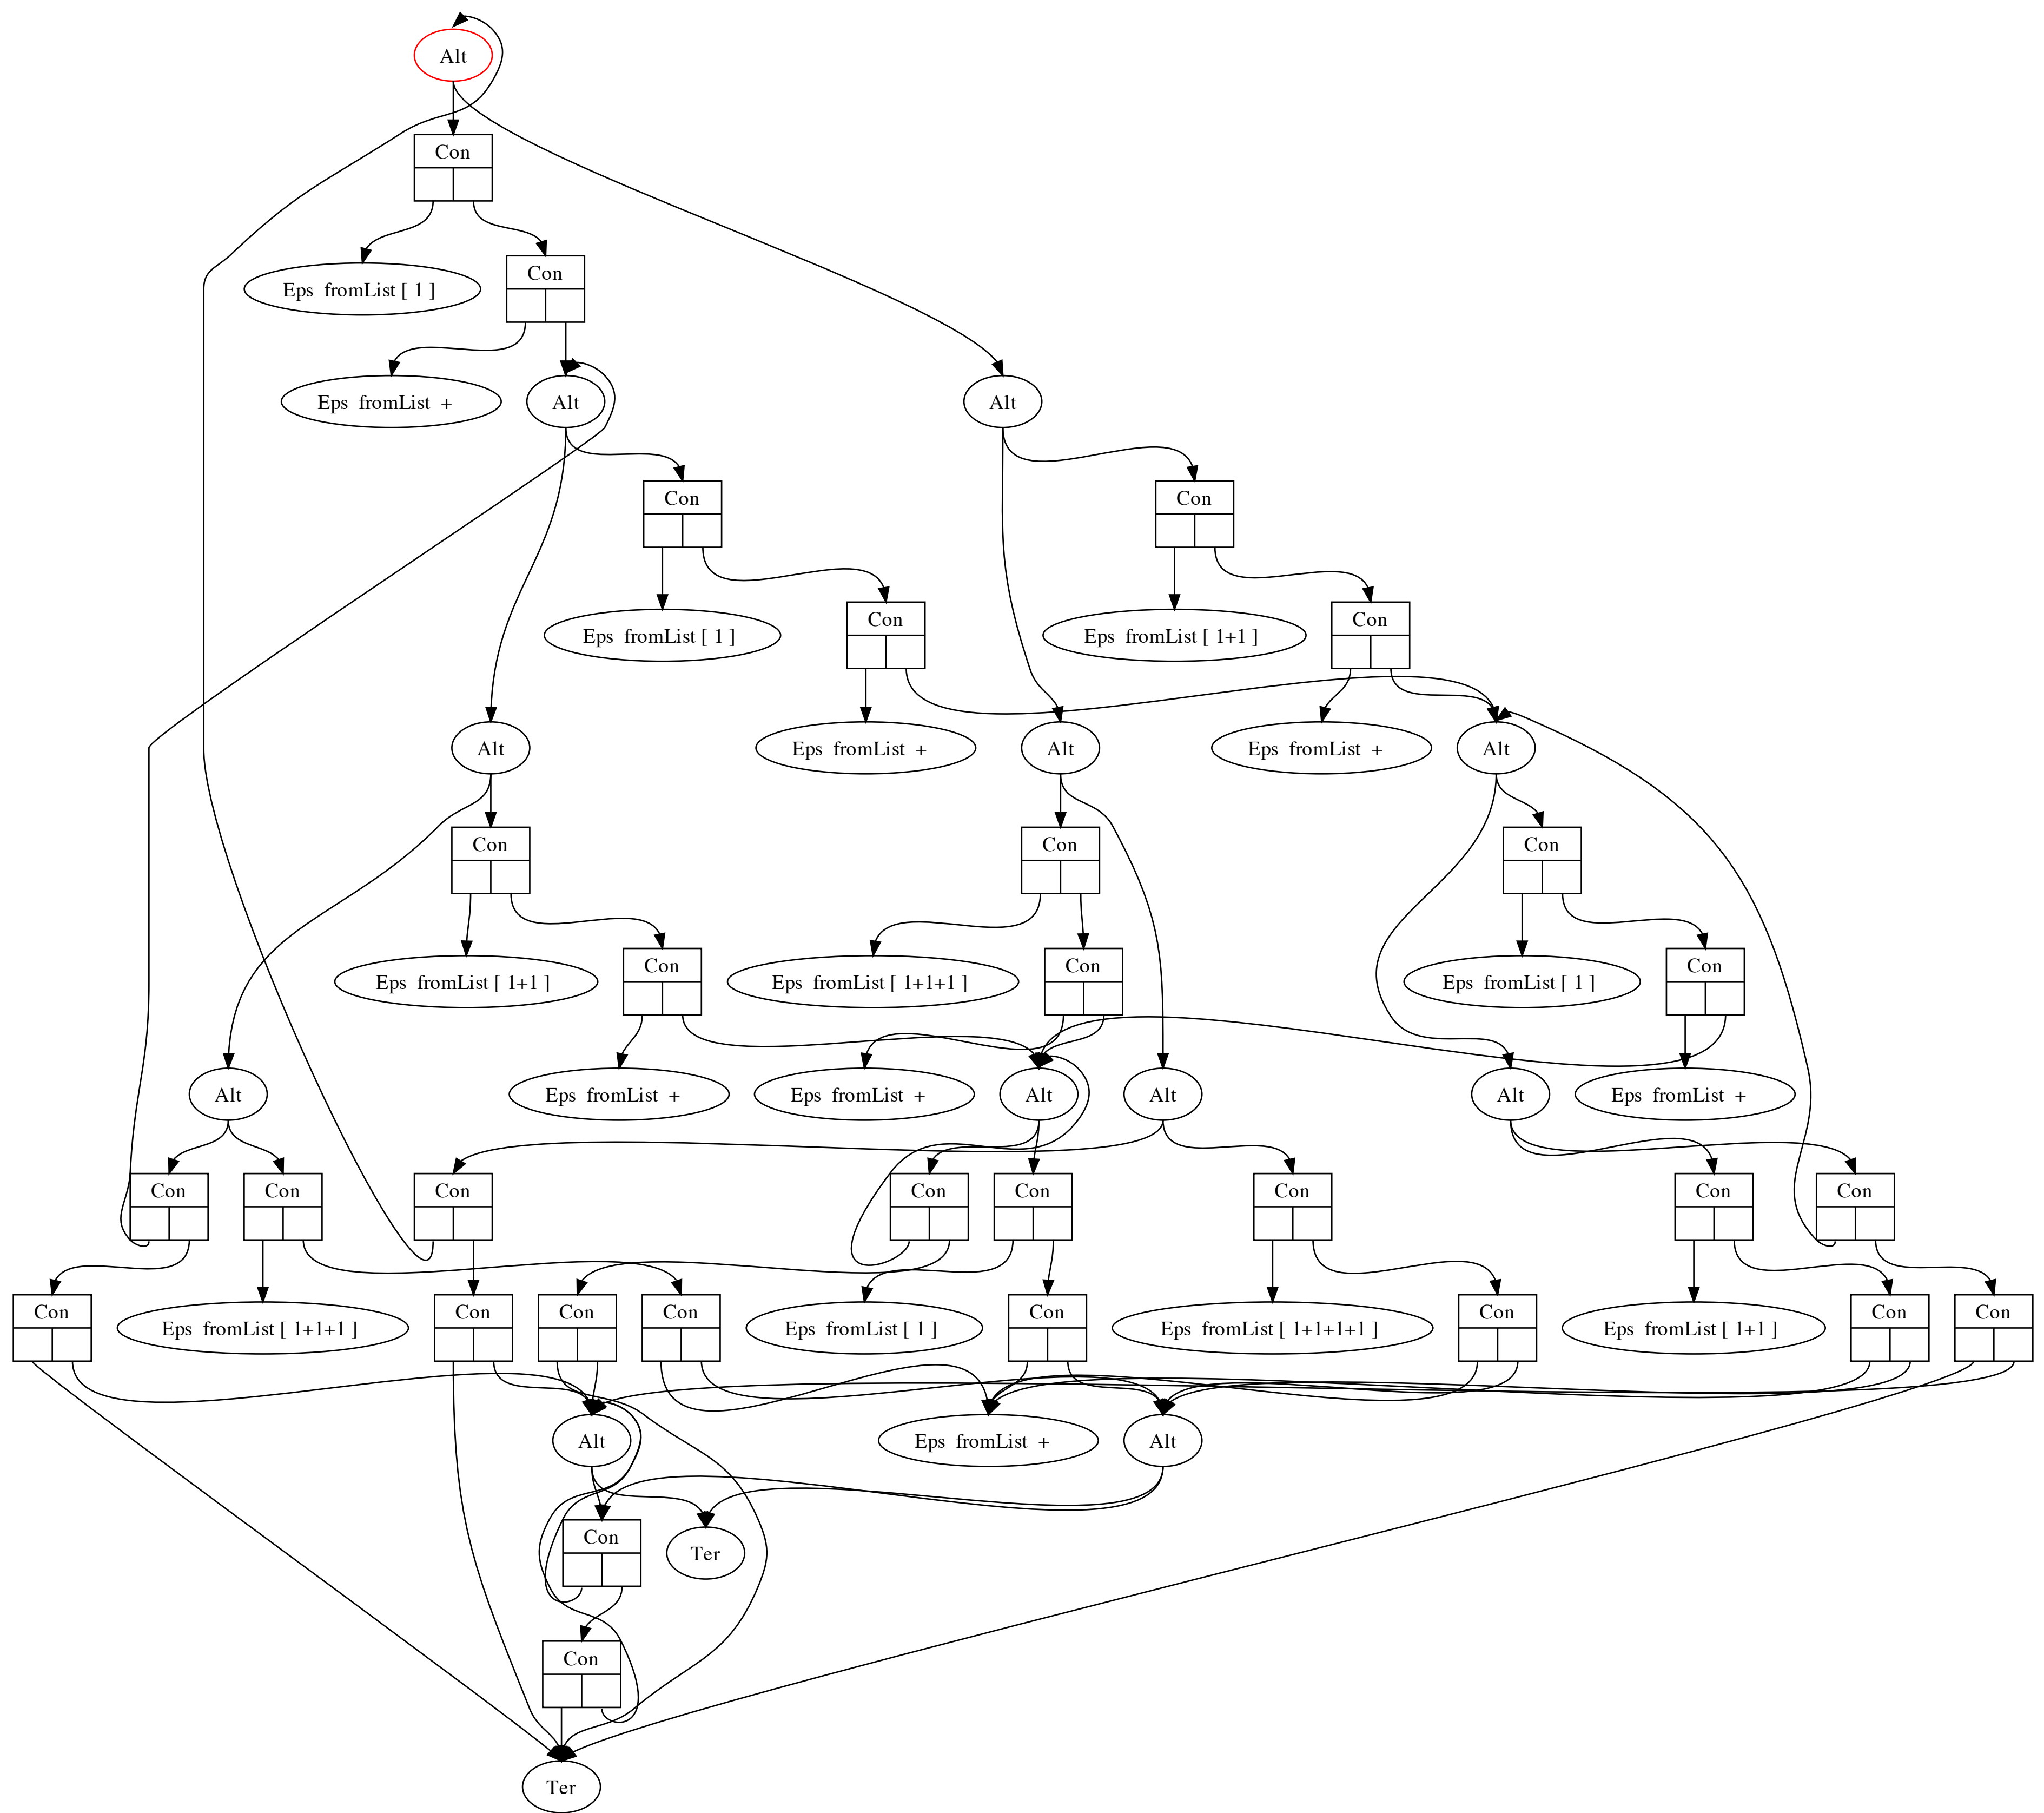 Alt
Con
Eps fromList [ 1 ]
Con
Eps fromList +
Alt
Alt
Con
Con
Eps fromList [ 1 ]
Con
Eps fromList [ 1+1 ]
Con
Alt
Eps fromList +
Alt
Eps fromList +
Alt
Con
Con
Con
Eps fromList [ 1+1 ]
Con
Eps fromList [ 1+1+1 ]
Con
Eps fromList [ 1 ]
Con
Alt
Eps fromList +
Eps fromList +
Alt
Alt
Alt
Eps fromList +
Con
Con
Con
Con
Con
Con
Con
Con
Con
Eps fromList [ 1+1+1 ]
Con
Con
Con
Eps fromList [ 1 ]
Con
Eps fromList [ 1+1+1+1 ]
Con
Eps fromList [ 1+1 ]
Con
Con
Alt
Eps fromList +
Alt
Con
Ter
Con
Ter